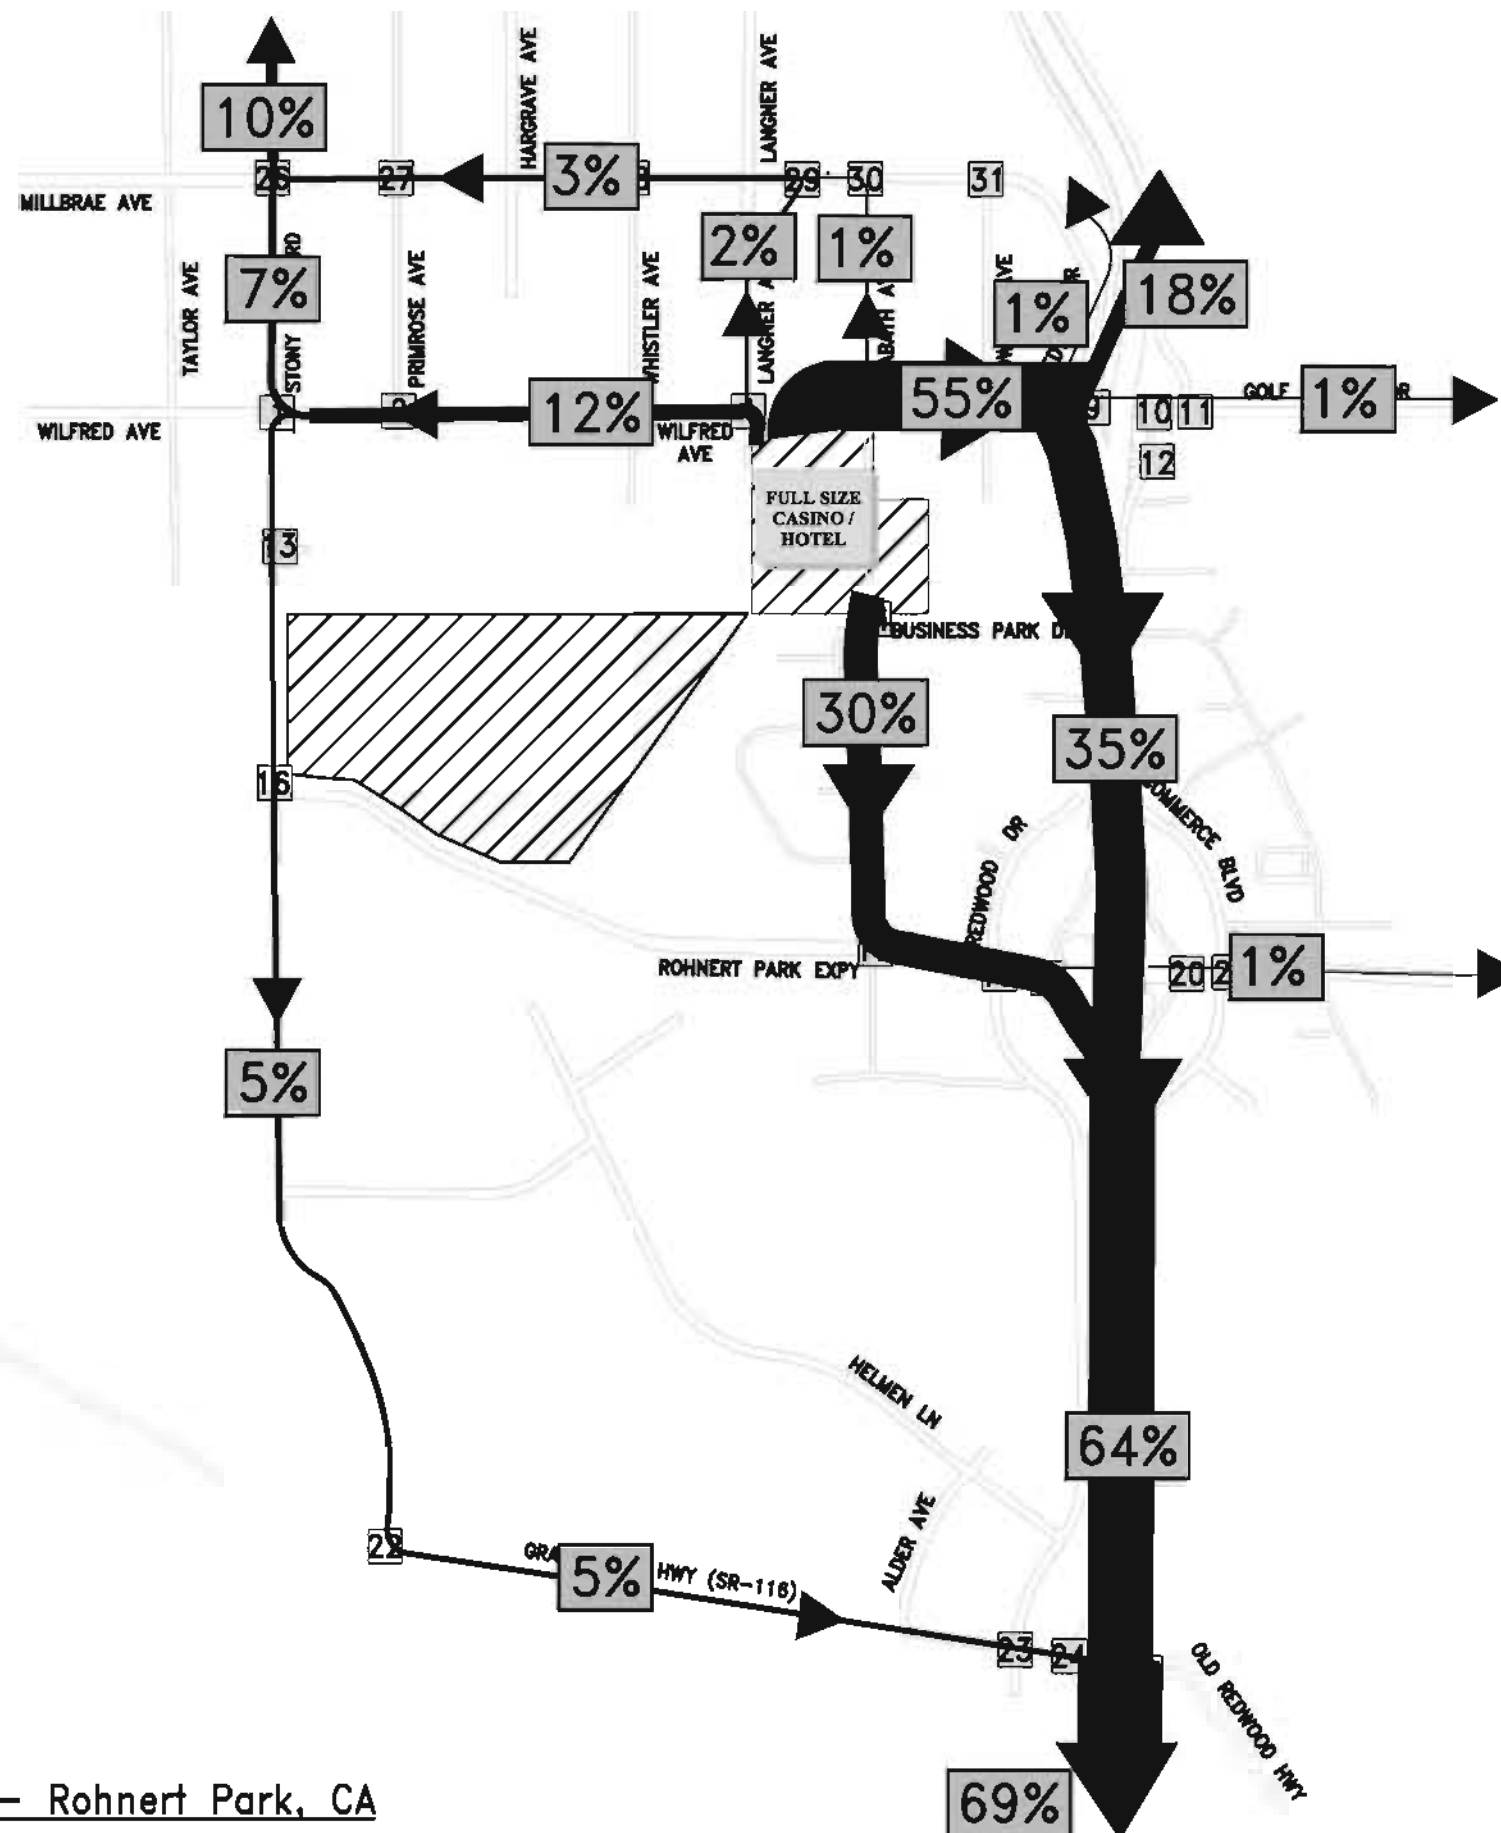 HARGRAVE AVE
LANGNER AVE
10%
27
3%
29
30
31
MILLBRAE AVE
2%
1%
TAYLOR AVE
7%
STONY
RD
PRIMROSE AVE
WHISTLER AVE
1%
18%
12%
55%
9
10
11
GOLF
1%
WILFRED AVE
WILFRED
AVE
12
FULL SIZE
CASINO /
HOTEL
13
BUSINESS PARK
30%
35%
16
COMMERCE BLVD
REDWOOD DR
ROHNERT PARK EXPY
20
1%
5%
64%
HELMEN LN
ALDER AVE
22
5%
HWY (SR-116)
23
24
OLD REDWOOD HWY
69%
– Rohnert Park, CA